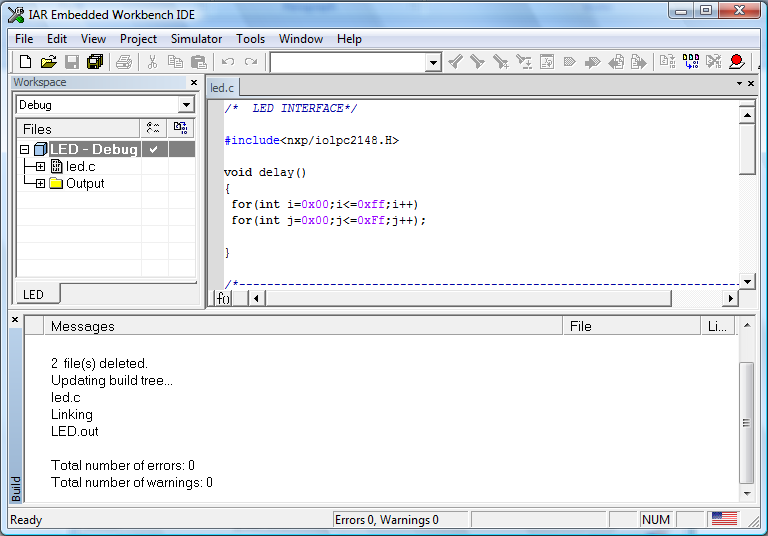 IAR Embedded Workbench IDE
File Edit View Project Simulator Tools Window Help
Workspace
Debug
Files
LED - Debug
led.c
Output
LED
led.c
/*  LED INTERFACE*/
#include<nxp/iolpc2148.H>
void delay()
{
for(int i=0x00;i<=0xff;i++)
for(int j=0x00;j<=0xFf;j++);
}
/*------------------------------------------------------------------------
f()
Messages File Li...
2 file(s) deleted.
Updating build tree...
led.c
Linking
LED.out
Total number of errors: 0
Total number of warnings: 0
Build
Ready Errors 0, Warnings 0 NUM